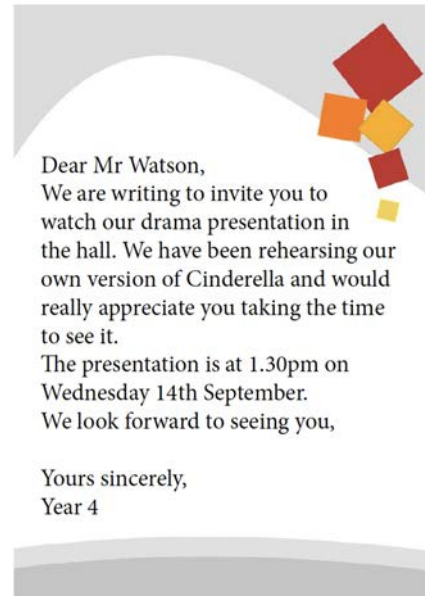 Dear Mr Watson,
We are writing to invite you to
watch our drama presentation in
the hall. We have been rehearsing our
own version of Cinderella and would
really appreciate you taking the time
to see it.
The presentation is at 1.30pm on
Wednesday 14th September.
We look forward to seeing you,
Yours sincerely,
Year 4